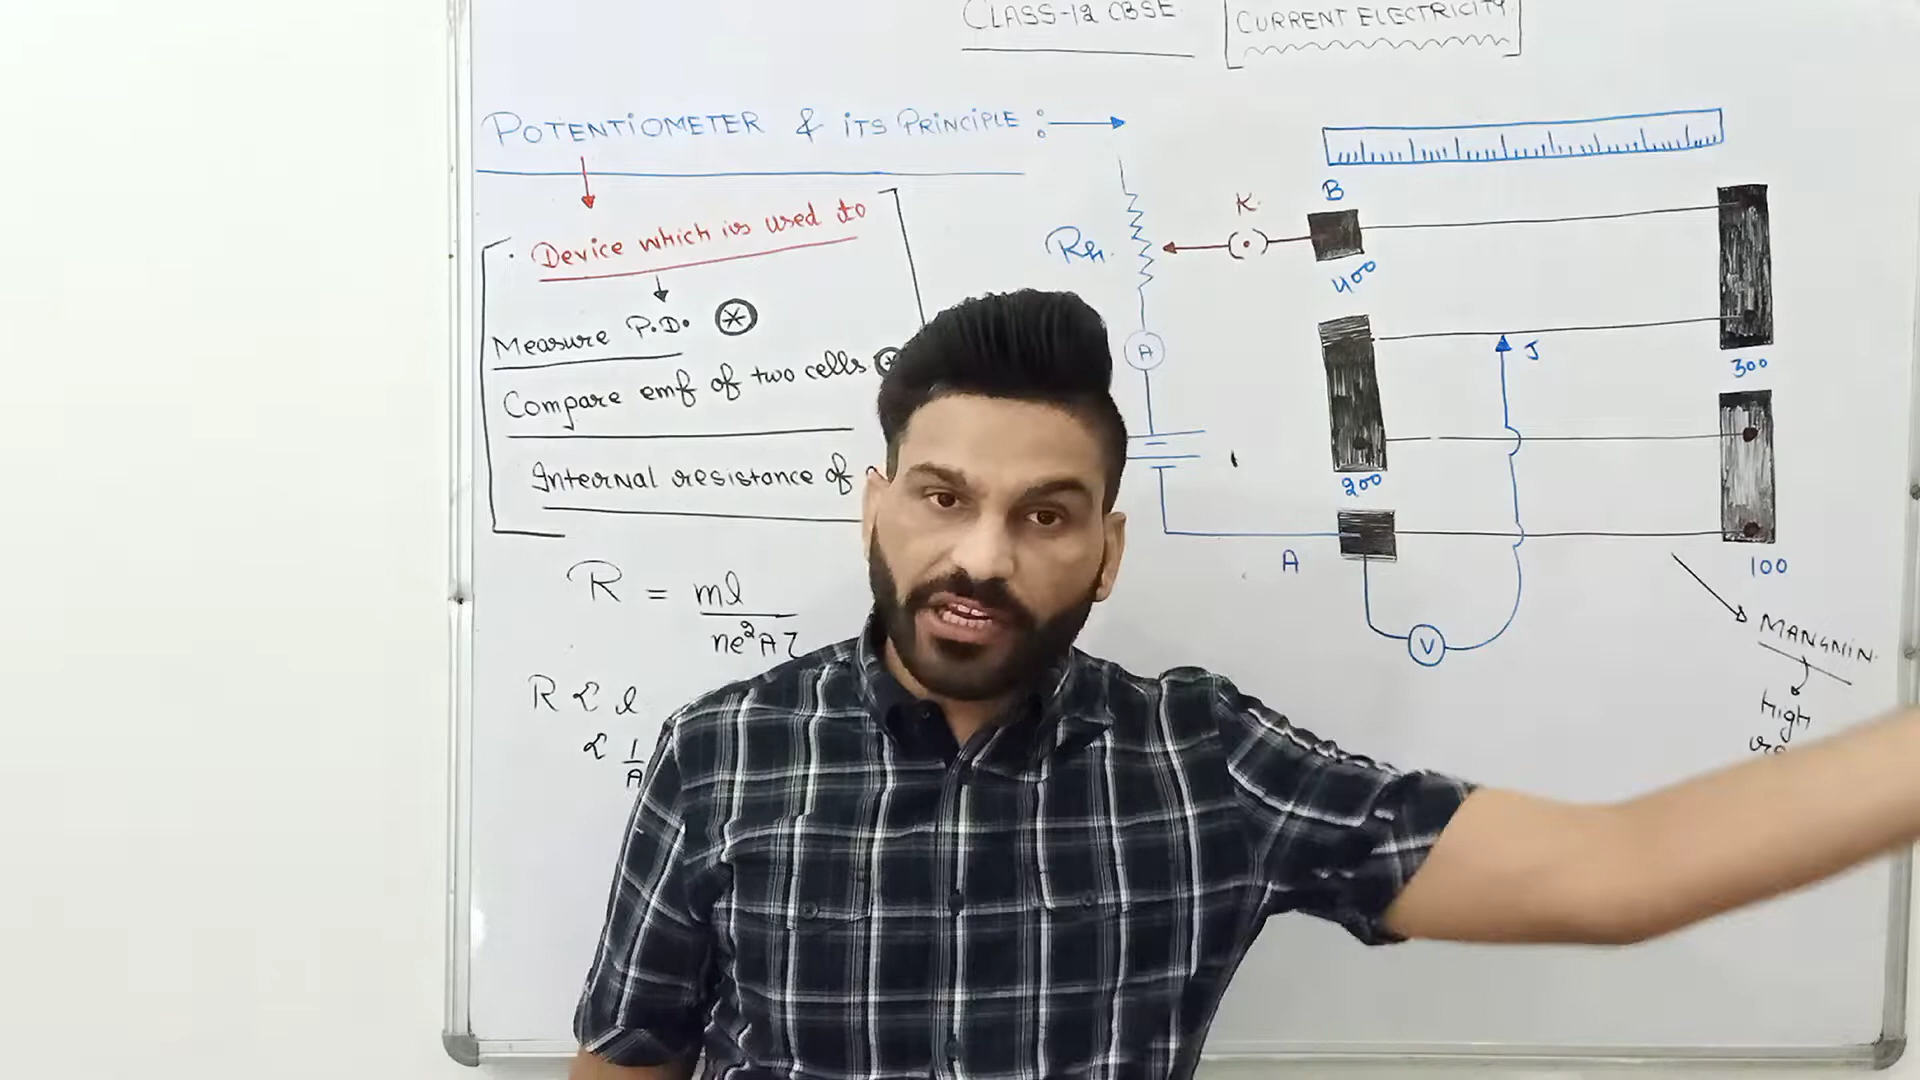 CLASS-12 CBSE
CURRENT ELECTRICITY
POTENTIOMETER & iTS PRiNCiPLE :
Device which is used to
Measure P.D.
Compare emf of two cells
Internal resistance of
R = ml
ne²Aτ
R ∝ l
∝ 1
A
Rh.
K.
B
400
A
J
300
200
A
100
V
MANGNIN.
High